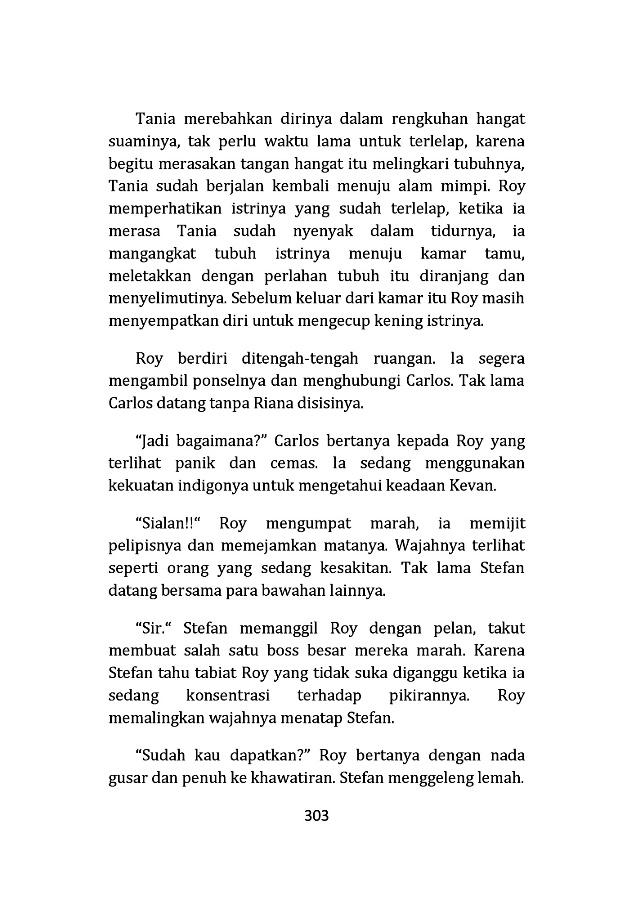 Tania merebahkan dirinya dalam rengkuhan hangat
suaminya, tak perlu waktu lama untuk terlelap, karena
begitu merasakan tangan hangat itu melingkari tubuhnya,
Tania sudah berjalan kembali menuju alam mimpi. Roy
memperhatikan istrinya yang sudah terlelap, ketika ia
merasa Tania sudah nyenyak dalam tidurnya, ia
mangangkat tubuh istrinya menuju kamar tamu,
meletakkan dengan perlahan tubuh itu diranjang dan
menyelimutinya. Sebelum keluar dari kamar itu Roy masih
menyempatkan diri untuk mengecup kening istrinya.
Roy berdiri ditengah-tengah ruangan. Ia segera
mengambil ponselnya dan menghubungi Carlos. Tak lama
Carlos datang tanpa Riana disisinya.
“Jadi bagaimana?” Carlos bertanya kepada Roy yang
terlihat panik dan cemas. Ia sedang menggunakan
kekuatan indigonya untuk mengetahui keadaan Kevan.
“Sialan!!“ Roy mengumpat marah, ia memijit
pelipisnya dan memejamkan matanya. Wajahnya terlihat
seperti orang yang sedang kesakitan. Tak lama Stefan
datang bersama para bawahan lainnya.
“Sir.“ Stefan memanggil Roy dengan pelan, takut
membuat salah satu boss besar mereka marah. Karena
Stefan tahu tabiat Roy yang tidak suka diganggu ketika ia
sedang konsentrasi terhadap pikirannya. Roy
memalingkan wajahnya menatap Stefan.
“Sudah kau dapatkan?” Roy bertanya dengan nada
gusar dan penuh ke khawatiran. Stefan menggeleng lemah.
303